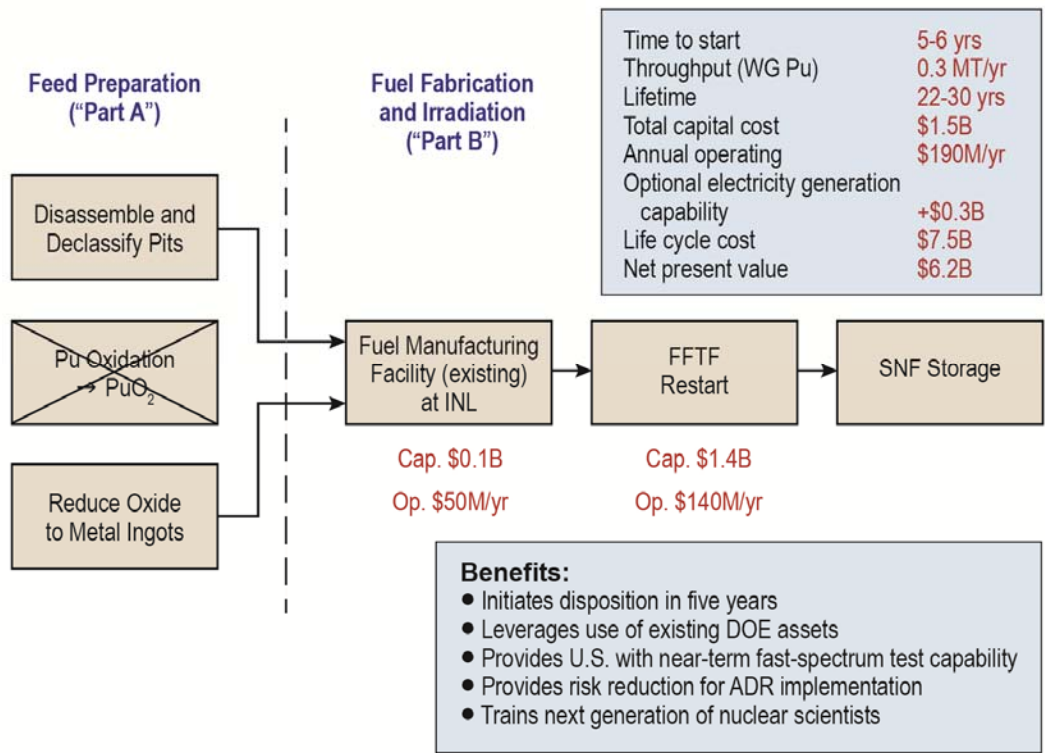 Feed Preparation
(“Part A”)
Fuel Fabrication
and Irradiation
(“Part B”)
Time to start 5-6 yrs
Throughput (WG Pu) 0.3 MT/yr
Lifetime 22-30 yrs
Total capital cost $1.5B
Annual operating $190M/yr
Optional electricity generation
capability +$0.3B
Life cycle cost $7.5B
Net present value $6.2B
Disassemble and
Declassify Pits
Pu Oxidation
→ PuO2
Reduce Oxide
to Metal Ingots
Fuel Manufacturing
Facility (existing)
at INL
Cap. $0.1B
Op. $50M/yr
FFTF
Restart
Cap. $1.4B
Op. $140M/yr
SNF Storage
Benefits:
● Initiates disposition in five years
● Leverages use of existing DOE assets
● Provides U.S. with near-term fast-spectrum test capability
● Provides risk reduction for ADR implementation
● Trains next generation of nuclear scientists